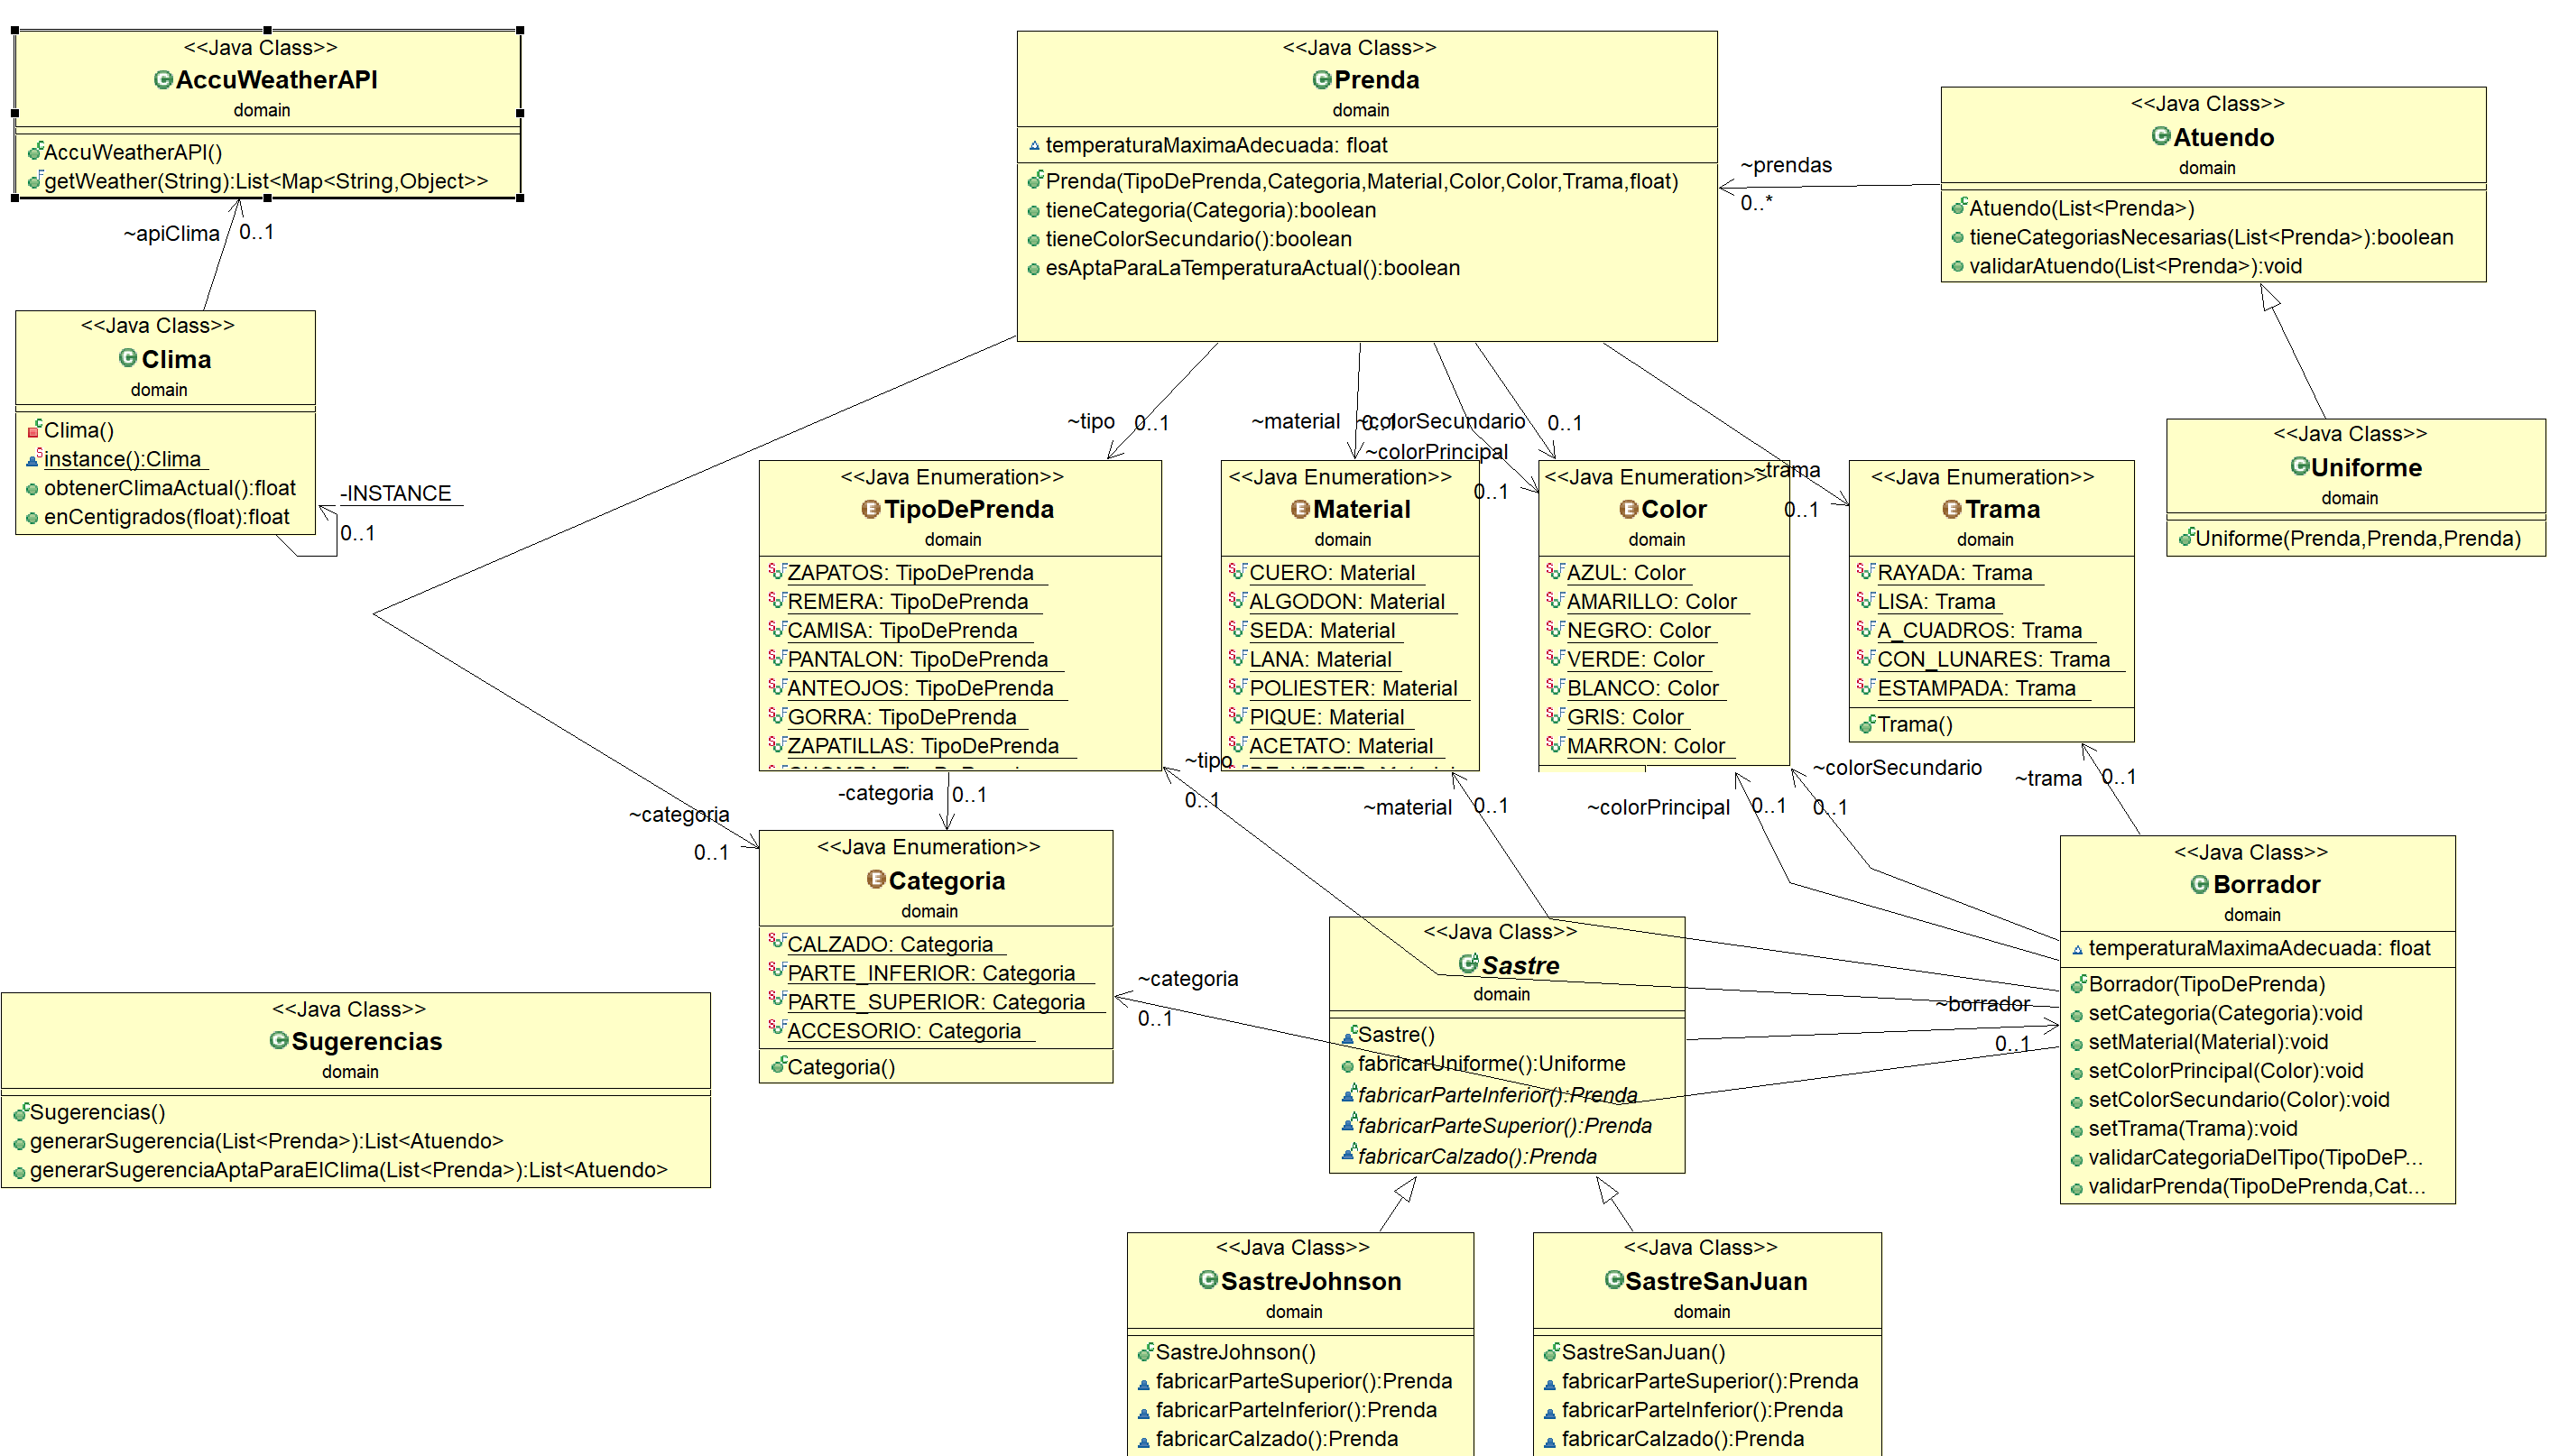 <<Java Class>>
AccuWeatherAPI
domain
AccuWeatherAPI()
getWeather(String):List<Map<String,Object>>
~apiClima
0..1
<<Java Class>>
Clima
domain
Clima()
instance():Clima
obtenerClimaActual():float
enCentigrados(float):float
-INSTANCE
0..1
<<Java Class>>
Prenda
domain
temperaturaMaximaAdecuada: float
Prenda(TipoDePrenda,Categoria,Material,Color,Color,Trama,float)
tieneCategoria(Categoria):boolean
tieneColorSecundario():boolean
esAptaParaLaTemperaturaActual():boolean
~prendas
0..*
<<Java Class>>
Atuendo
domain
Atuendo(List<Prenda>)
tieneCategoriasNecesarias(List<Prenda>):boolean
validarAtuendo(List<Prenda>):void
<<Java Class>>
Uniforme
domain
Uniforme(Prenda,Prenda,Prenda)
~tipo
0..1
~material
0..1
~colorSecundario
0..1
~colorPrincipal
0..1
~trama
0..1
<<Java Enumeration>>
TipoDePrenda
domain
ZAPATOS: TipoDePrenda
REMERA: TipoDePrenda
CAMISA: TipoDePrenda
PANTALON: TipoDePrenda
ANTEOJOS: TipoDePrenda
GORRA: TipoDePrenda
ZAPATILLAS: TipoDePrenda
<<Java Enumeration>>
Material
domain
CUERO: Material
ALGODON: Material
SEDA: Material
LANA: Material
POLIESTER: Material
PIQUE: Material
ACETATO: Material
<<Java Enumeration>>
Color
domain
AZUL: Color
AMARILLO: Color
NEGRO: Color
VERDE: Color
BLANCO: Color
GRIS: Color
MARRON: Color
<<Java Enumeration>>
Trama
domain
RAYADA: Trama
LISA: Trama
A_CUADROS: Trama
CON_LUNARES: Trama
ESTAMPADA: Trama
Trama()
-categoria
0..1
~categoria
0..1
~tipo
0..1
~material
0..1
~colorPrincipal
0..1
~colorSecundario
0..1
~trama
0..1
<<Java Enumeration>>
Categoria
domain
CALZADO: Categoria
PARTE_INFERIOR: Categoria
PARTE_SUPERIOR: Categoria
ACCESORIO: Categoria
Categoria()
~categoria
0..1
<<Java Class>>
Sastre
domain
Sastre()
fabricarUniforme():Uniforme
fabricarParteInferior():Prenda
fabricarParteSuperior():Prenda
fabricarCalzado():Prenda
~borrador
0..1
<<Java Class>>
Borrador
domain
temperaturaMaximaAdecuada: float
Borrador(TipoDePrenda)
setCategoria(Categoria):void
setMaterial(Material):void
setColorPrincipal(Color):void
setColorSecundario(Color):void
setTrama(Trama):void
validarCategoriaDelTipo(TipoDeP...
validarPrenda(TipoDePrenda,Cat...
<<Java Class>>
Sugerencias
domain
Sugerencias()
generarSugerencia(List<Prenda>):List<Atuendo>
generarSugerenciaAptaParaElClima(List<Prenda>):List<Atuendo>
<<Java Class>>
SastreJohnson
domain
SastreJohnson()
fabricarParteSuperior():Prenda
fabricarParteInferior():Prenda
fabricarCalzado():Prenda
<<Java Class>>
SastreSanJuan
domain
SastreSanJuan()
fabricarParteSuperior():Prenda
fabricarParteInferior():Prenda
fabricarCalzado():Prenda